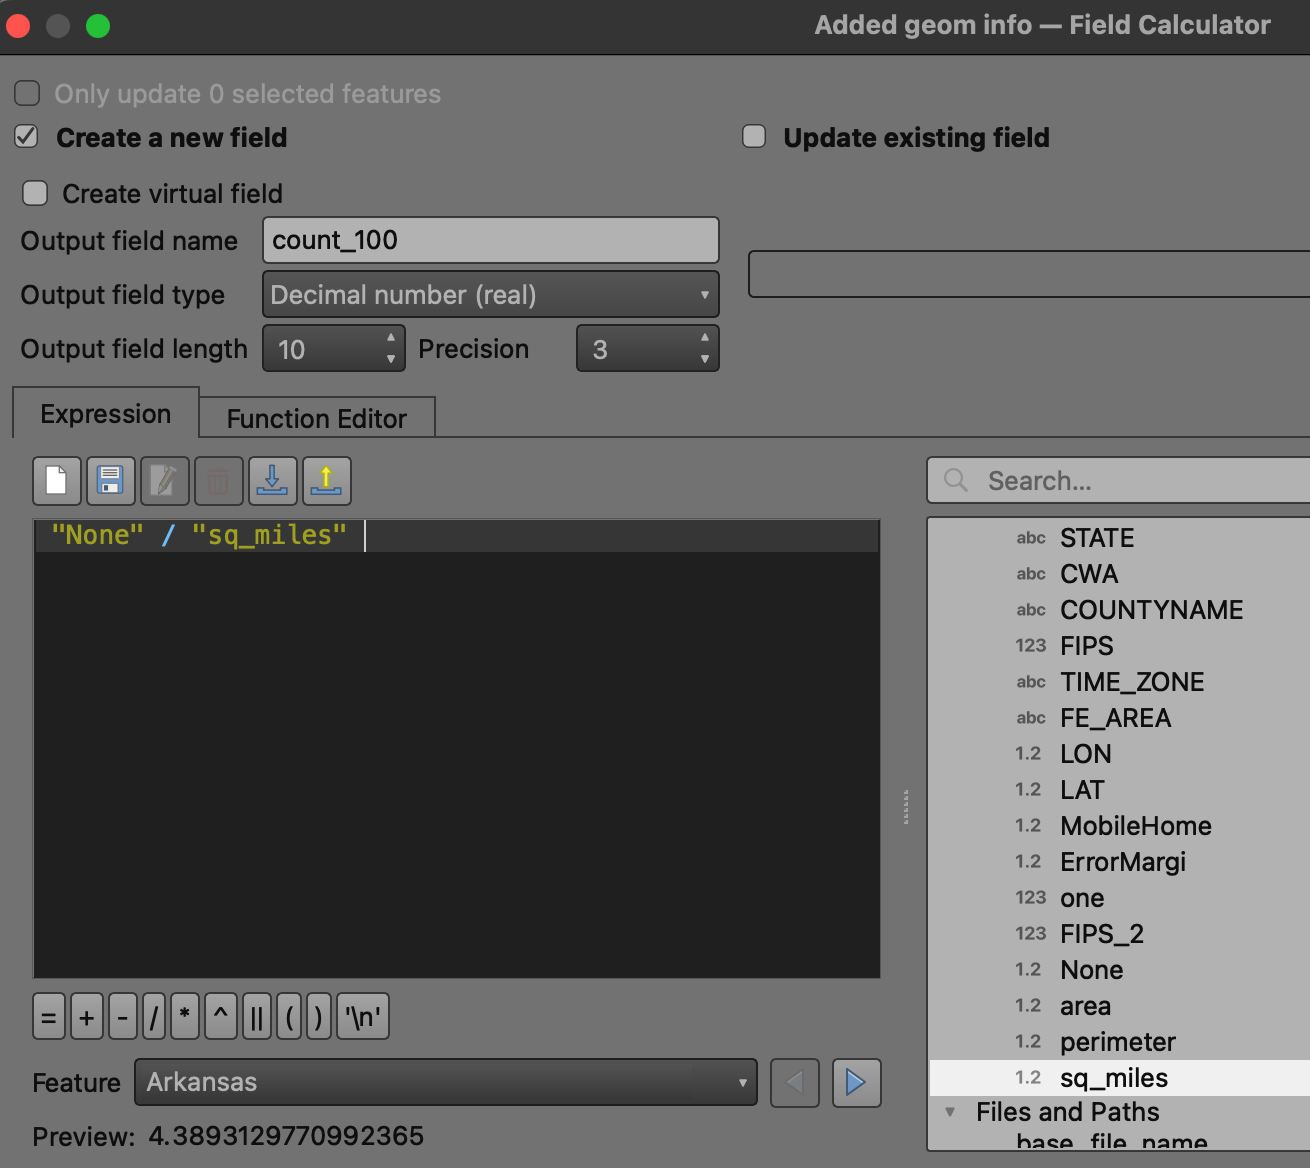 Added geom info — Field Calculator
Only update 0 selected features
Create a new field
Update existing field
Create virtual field
Output field name count_100
Output field type Decimal number (real)
Output field length 10 Precision 3
Expression Function Editor
Search...
"None" / "sq_miles"
abc STATE
abc CWA
abc COUNTYNAME
123 FIPS
abc TIME_ZONE
abc FE_AREA
1.2 LON
1.2 LAT
1.2 MobileHome
1.2 ErrorMargi
123 one
123 FIPS_2
1.2 None
1.2 area
1.2 perimeter
1.2 sq_miles
Files and Paths
base_file_name
= + - / * ^ || ( ) '\n'
Feature Arkansas
Preview: 4.3893129770992365